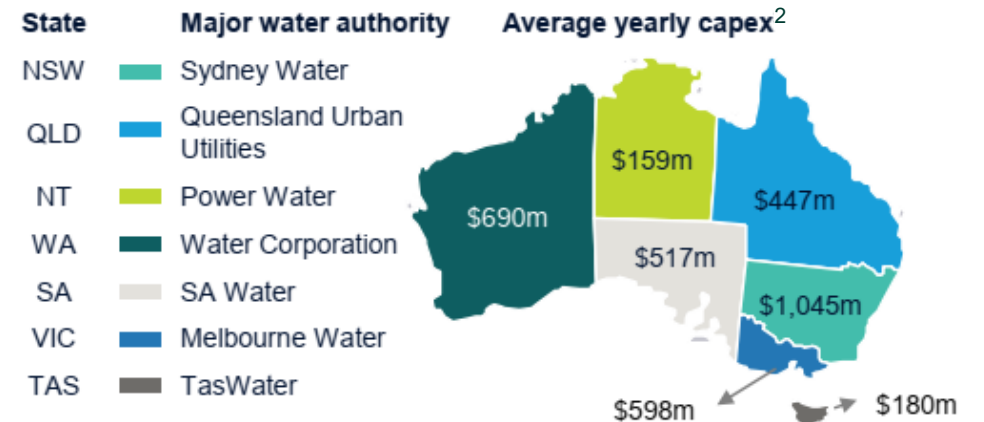 State Major water authority Average yearly capex2
NSW Sydney Water
QLD Queensland Urban
Utilities
NT Power Water
WA Water Corporation
SA SA Water
VIC Melbourne Water
TAS TasWater
$159m
$447m
$690m
$517m
$1,045m
$598m
$180m